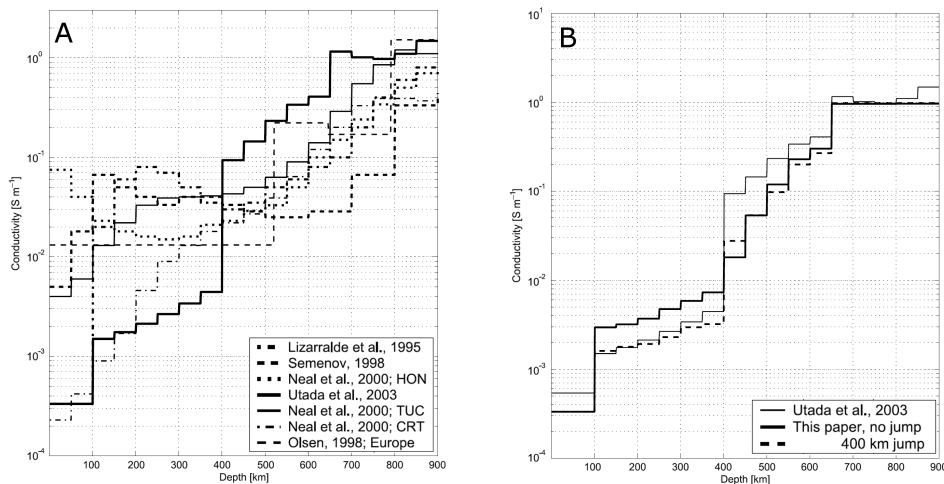 A
10^0
10^-1
10^-2
10^-3
10^-4
Conductivity [S m^-1]
100 200 300 400 500 600 700 800 900
Depth [km]
Lizarralde et al., 1995
Semenov, 1998
Neal et al., 2000; HON
Utada et al., 2003
Neal et al., 2000; TUC
Neal et al., 2000; CRT
Olsen, 1998; Europe
B
10^1
10^0
10^-1
10^-2
10^-3
10^-4
Conductivity [S m^-1]
100 200 300 400 500 600 700 800 900
Depth [km]
Utada et al., 2003
This paper, no jump
400 km jump